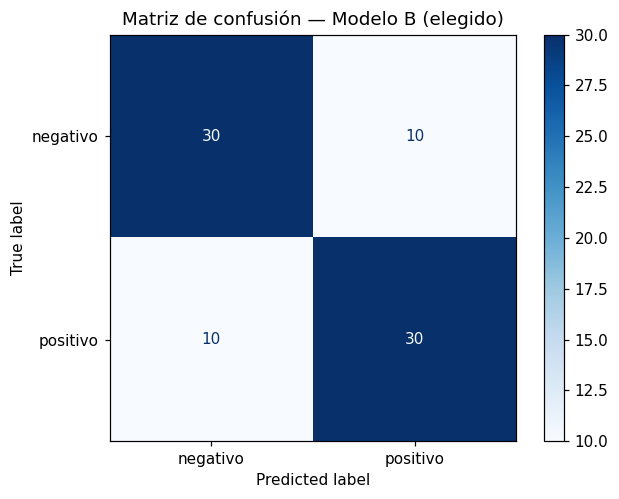 Matriz de confusión — Modelo B (elegido)
True label
negativo
positivo
30
10
10
30
negativo
positivo
Predicted label
30.0
27.5
25.0
22.5
20.0
17.5
15.0
12.5
10.0